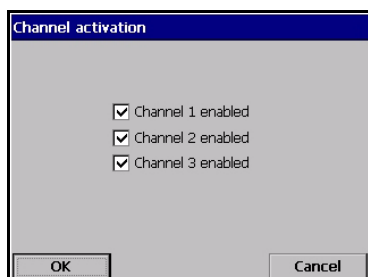 Channel activation
Channel 1 enabled
Channel 2 enabled
Channel 3 enabled
OK Cancel